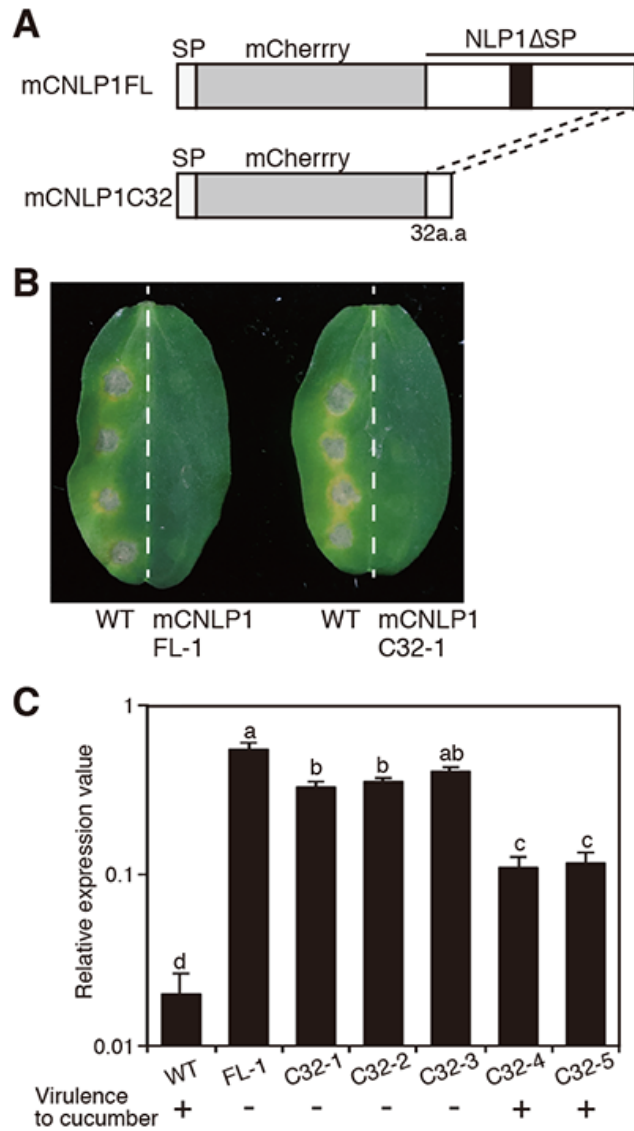 A
NLP1ΔSP
SP mCherrry
mCNLP1FL
SP mCherrry
mCNLP1C32
32a.a
B
WT mCNLP1 WT mCNLP1
FL-1 C32-1
C
Relative expression value
1
0.1
0.01
d a b b ab c c
WT FL-1 C32-1 C32-2 C32-3 C32-4 C32-5
Virulence
to cucumber + - - - - + +